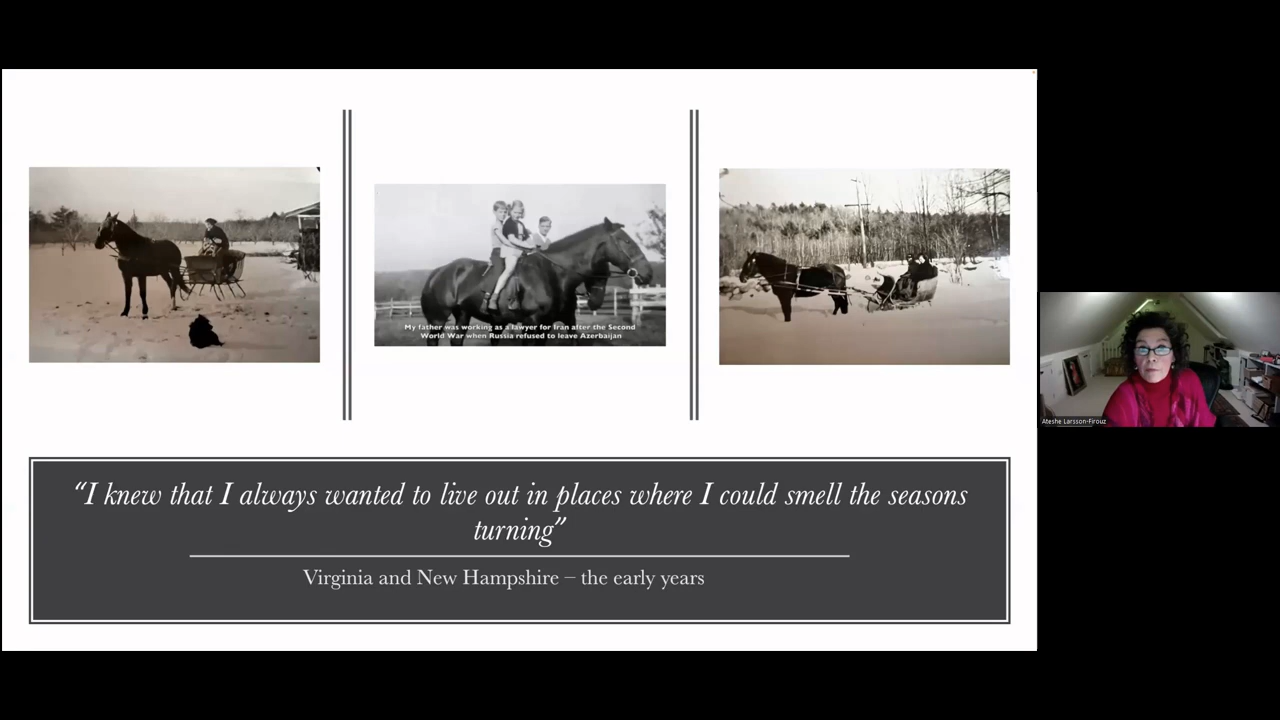 My father was working as a lawyer for Iran after the Second
World War when Russia refused to leave Azerbaijan
“I knew that I always wanted to live out in places where I could smell the seasons
turning”
Virginia and New Hampshire – the early years
Ateshe Larsson-Firouz